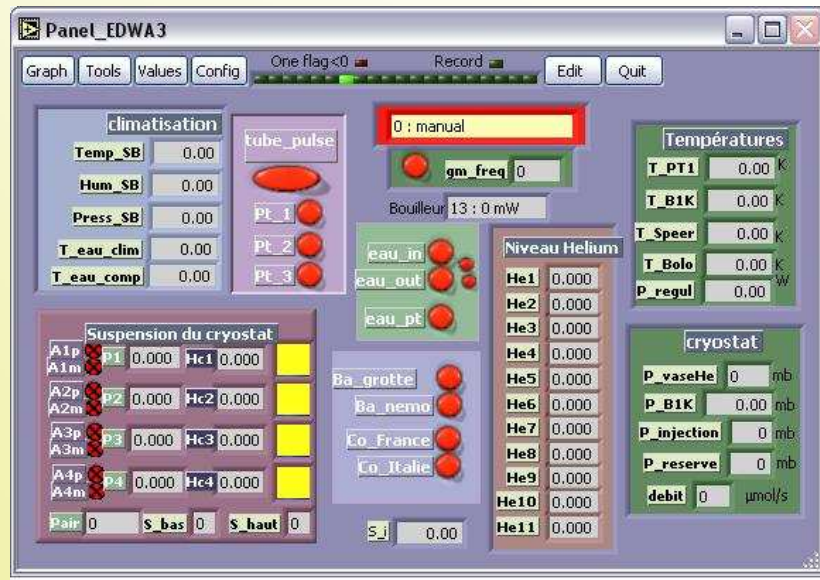 Panel_EDWA3
Graph Tools Values Config One flag<0 Record Edit Quit
climatisation
Temp_SB 0.00
Hum_SB 0.00
Press_SB 0.00
T_eau_clim 0.00
T_eau_comp 0.00
tube_pulse
Pt_1
Pt_2
Pt_3
0 : manual
gm_freq 0
Bouilleur 13 : 0 mW
eau_in
eau_out
eau_pt
Niveau Helium
He1 0.000
He2 0.000
He3 0.000
He4 0.000
He5 0.000
He6 0.000
He7 0.000
He8 0.000
He9 0.000
He10 0.000
He11 0.000
Températures
T_PT1 0.00 K
T_B1K 0.00 K
T_Speer 0.00 K
T_Bolo 0.00 K
P_regul 0.00 W
Suspension du cryostat
A1p P1 0.000 Hc1 0.000
A1m
A2p P2 0.000 Hc2 0.000
A2m
A3p P3 0.000 Hc3 0.000
A3m
A4p P4 0.000 Hc4 0.000
A4m
Pair 0 S_bas 0 S_haut 0
Ba_grotte
Ba_nemo
Co_France
Co_Italie
S_i 0.00
cryostat
P_vaseHe 0 mb
P_B1K 0.00 mb
P_injection 0 mb
P_reserve 0 mb
debit 0 µmol/s